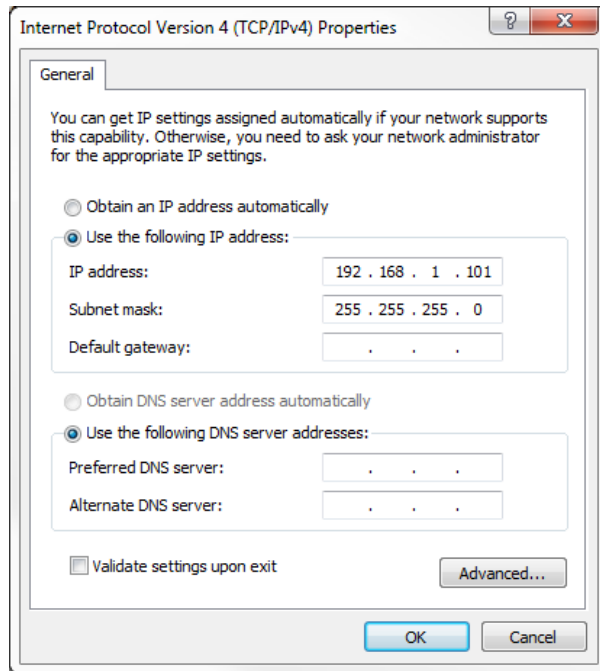 Internet Protocol Version 4 (TCP/IPv4) Properties
?
X
General
You can get IP settings assigned automatically if your network supports
this capability. Otherwise, you need to ask your network administrator
for the appropriate IP settings.
Obtain an IP address automatically
Use the following IP address:
IP address: 192 . 168 . 1 . 101
Subnet mask: 255 . 255 . 255 . 0
Default gateway: . . .
Obtain DNS server address automatically
Use the following DNS server addresses:
Preferred DNS server: . . .
Alternate DNS server: . . .
Validate settings upon exit
Advanced...
OK Cancel